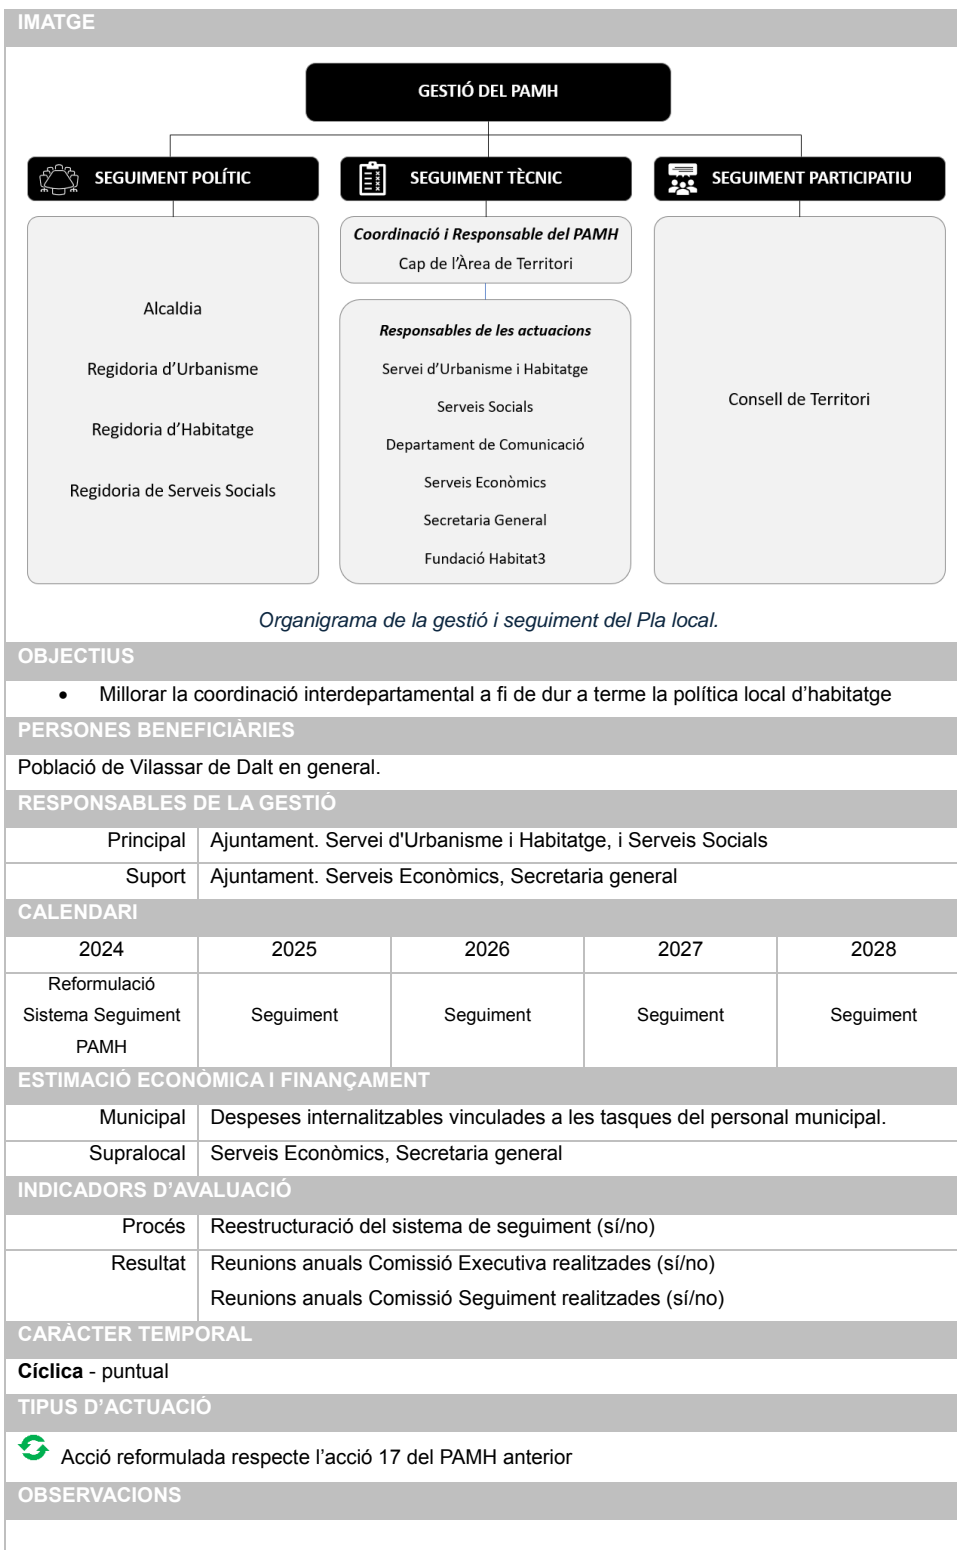 IMATGE
GESTIÓ DEL PAMH
SEGUIMENT POLÍTIC
Alcaldia
Regidoria d’Urbanisme
Regidoria d’Habitatge
Regidoria de Serveis Socials
SEGUIMENT TÈCNIC
Coordinació i Responsable del PAMH
Cap de l’Àrea de Territori
Responsables de les actuacions
Servei d’Urbanisme i Habitatge
Serveis Socials
Departament de Comunicació
Serveis Econòmics
Secretaria General
Fundació Habitat3
SEGUIMENT PARTICIPATIU
Consell de Territori
Organigrama de la gestió i seguiment del Pla local.
OBJECTIUS
• Millorar la coordinació interdepartamental a fi de dur a terme la política local d’habitatge
PERSONES BENEFICIÀRIES
Població de Vilassar de Dalt en general.
RESPONSABLES DE LA GESTIÓ
Principal Ajuntament. Servei d'Urbanisme i Habitatge, i Serveis Socials
Suport Ajuntament. Serveis Econòmics, Secretaria general
CALENDARI
2024 2025 2026 2027 2028
Reformulació
Sistema Seguiment Seguiment Seguiment Seguiment Seguiment
PAMH
ESTIMACIÓ ECONÒMICA I FINANÇAMENT
Municipal Despeses internalitzables vinculades a les tasques del personal municipal.
Supralocal Serveis Econòmics, Secretaria general
INDICADORS D’AVALUACIÓ
Procés Reestructuració del sistema de seguiment (sí/no)
Resultat Reunions anuals Comissió Executiva realitzades (sí/no)
Reunions anuals Comissió Seguiment realitzades (sí/no)
CARÀCTER TEMPORAL
Cíclica - puntual
TIPUS D’ACTUACIÓ
Acció reformulada respecte l’acció 17 del PAMH anterior
OBSERVACIONS